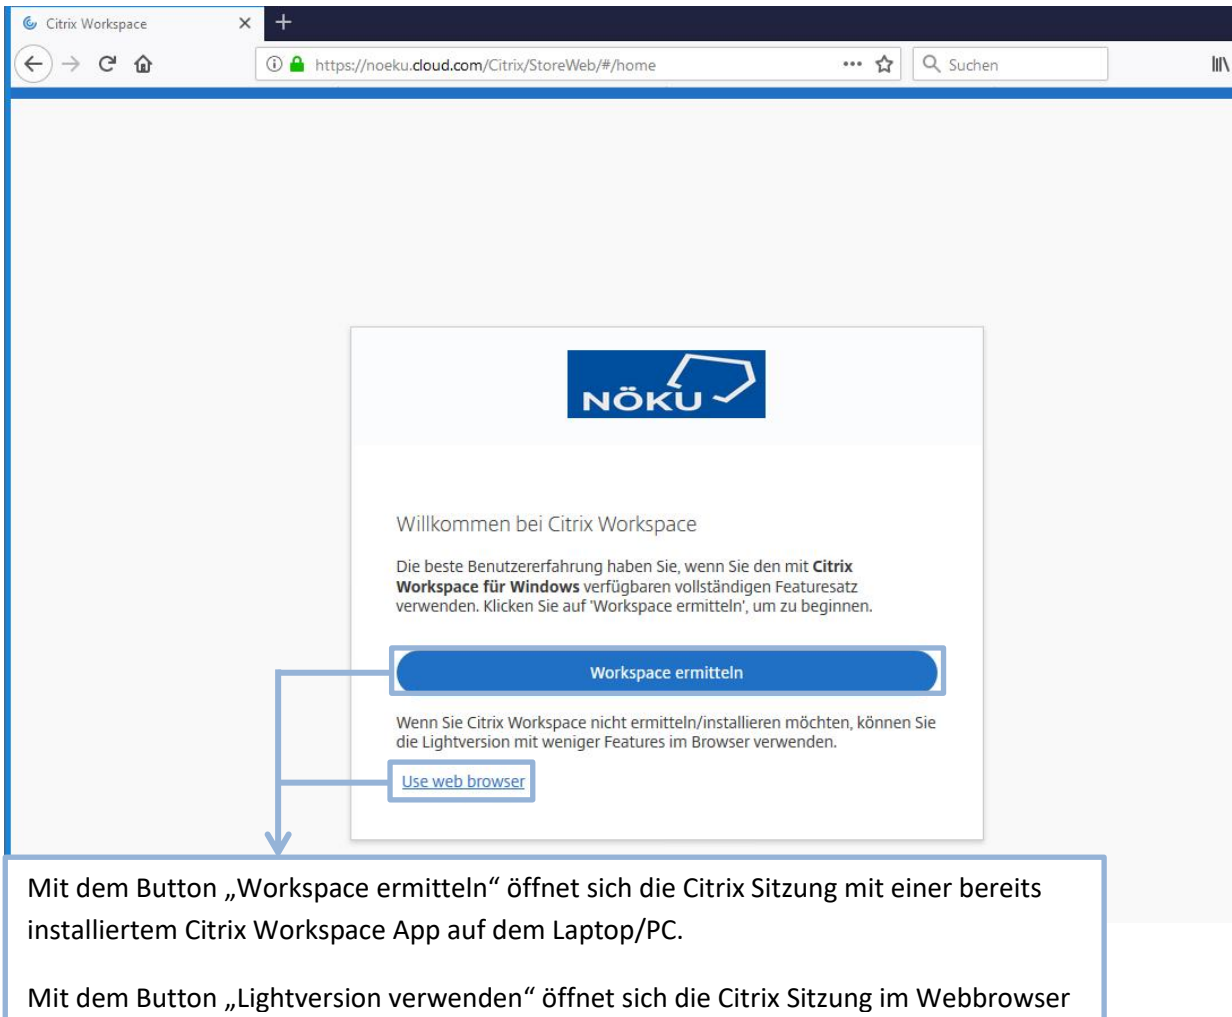 Citrix Workspace
https://noeku.cloud.com/Citrix/StoreWeb/#/home
Suchen
NÖKU
Willkommen bei Citrix Workspace
Die beste Benutzererfahrung haben Sie, wenn Sie den mit Citrix
Workspace für Windows verfügbaren vollständigen Featuresatz
verwenden. Klicken Sie auf 'Workspace ermitteln', um zu beginnen.
Workspace ermitteln
Wenn Sie Citrix Workspace nicht ermitteln/installieren möchten, können Sie
die Lightversion mit weniger Features im Browser verwenden.
Use web browser
Mit dem Button „Workspace ermitteln“ öffnet sich die Citrix Sitzung mit einer bereits
installiertem Citrix Workspace App auf dem Laptop/PC.
Mit dem Button „Lightversion verwenden“ öffnet sich die Citrix Sitzung im Webbrowser